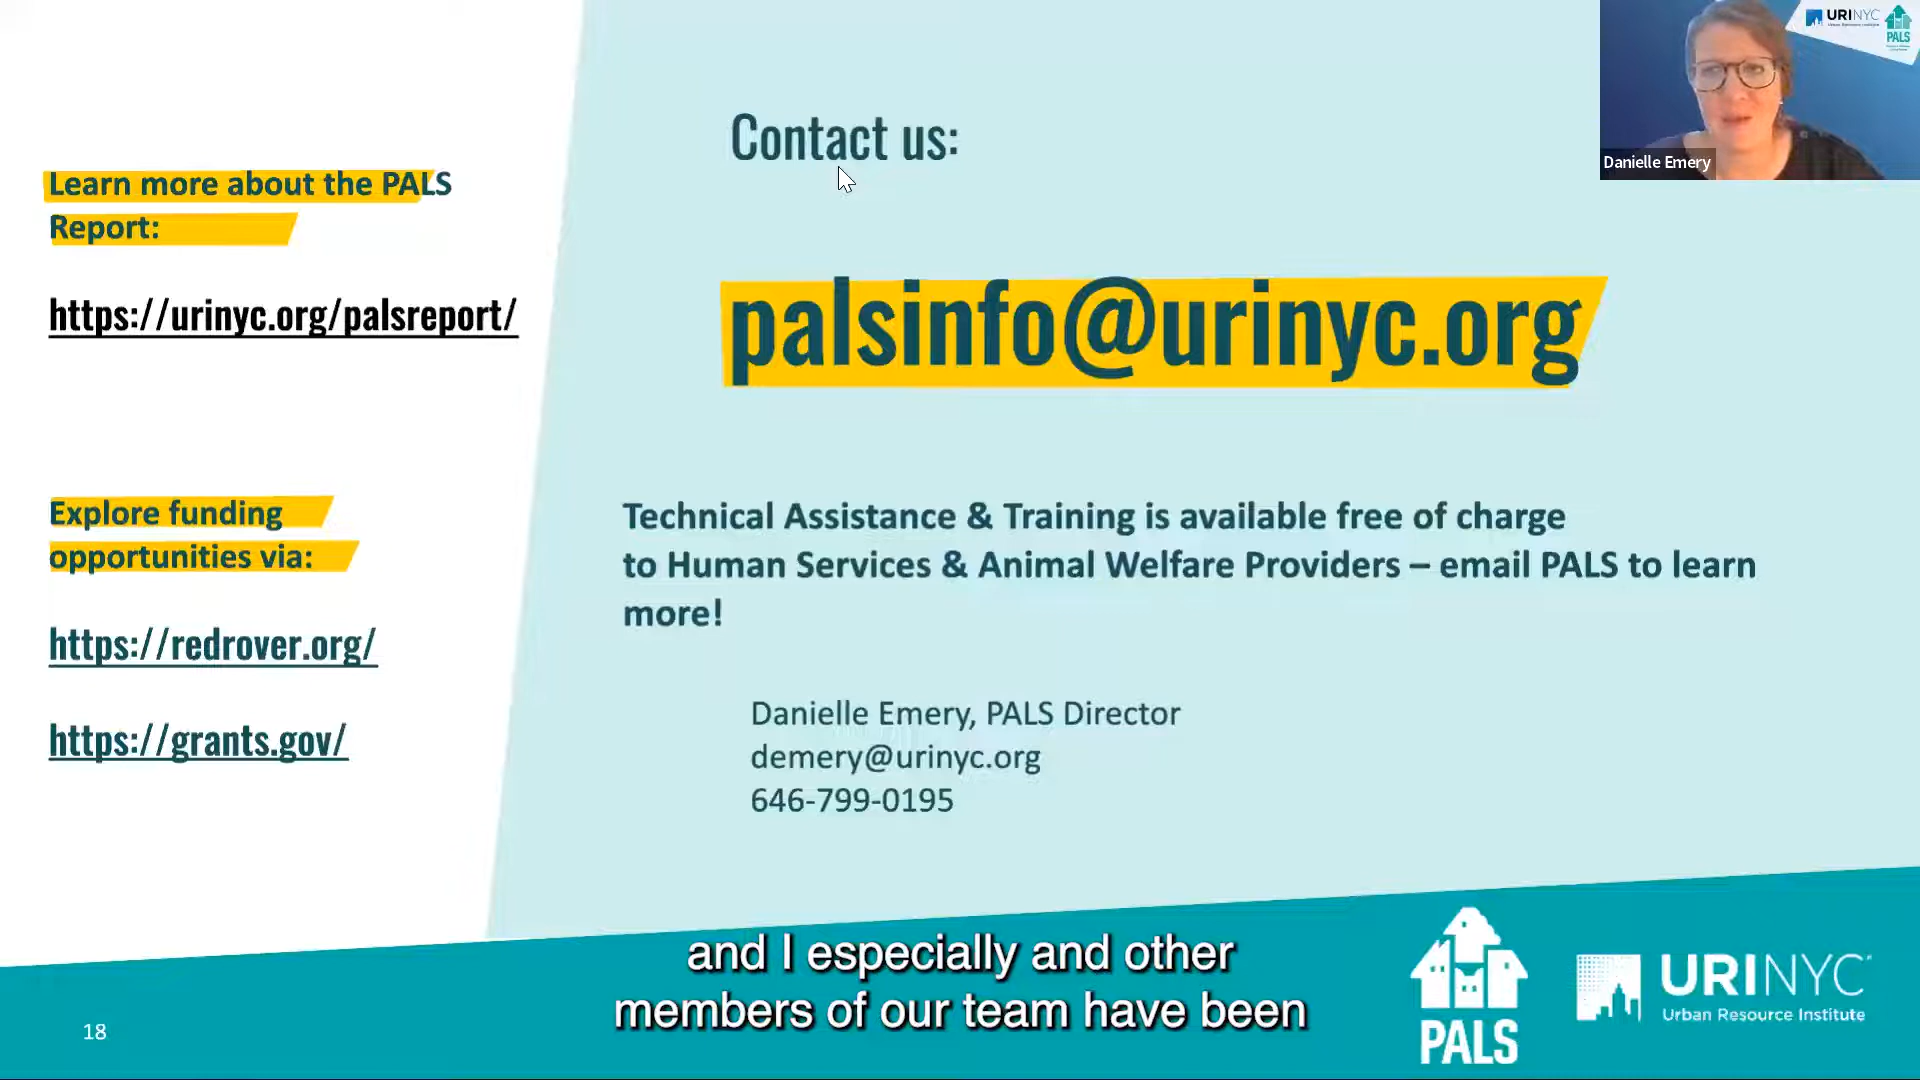 Learn more about the PALS
Report:
https://urinyc.org/palsreport/
Explore funding
opportunities via:
https://redrover.org/
https://grants.gov/
Contact us:
palsinfo@urinyc.org
Technical Assistance & Training is available free of charge
to Human Services & Animal Welfare Providers – email PALS to learn
more!
Danielle Emery, PALS Director
demery@urinyc.org
646-799-0195
URINYC
PALS
Danielle Emery
and I especially and other
members of our team have been
18
PALS
URINYC
Urban Resource Institute